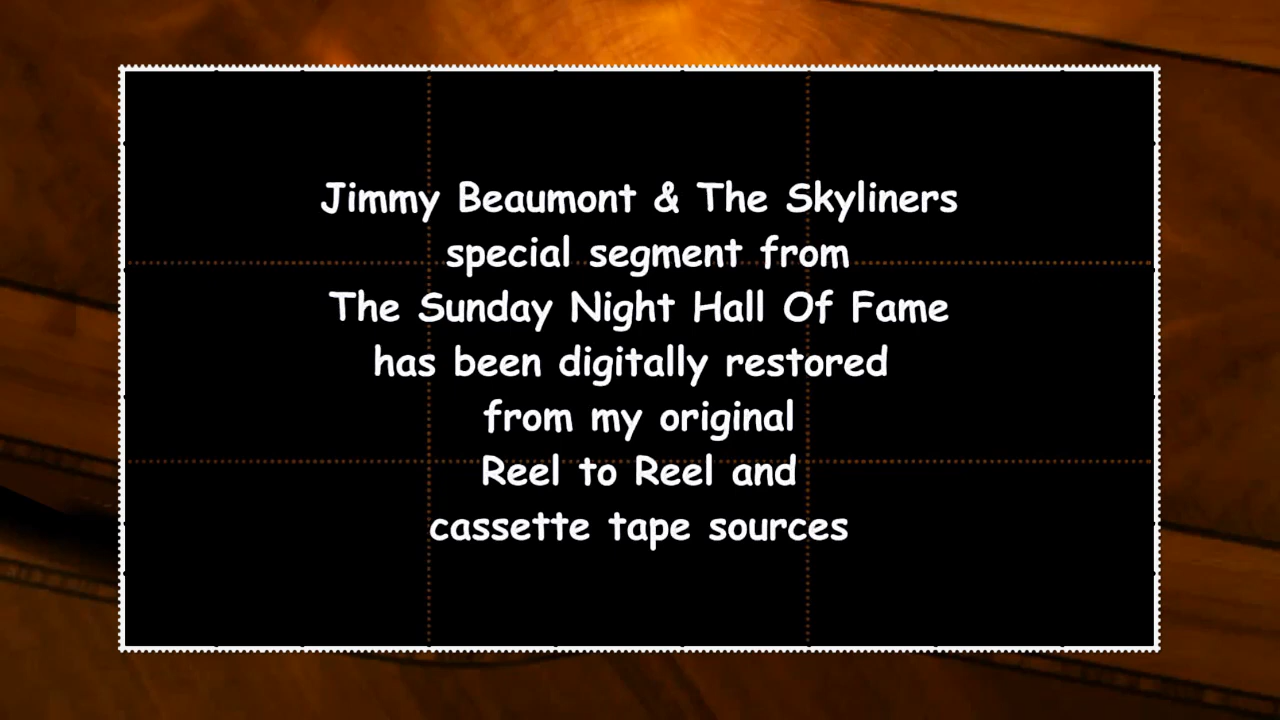 Jimmy Beaumont & The Skyliners
special segment from
The Sunday Night Hall Of Fame
has been digitally restored
from my original
Reel to Reel and
cassette tape sources